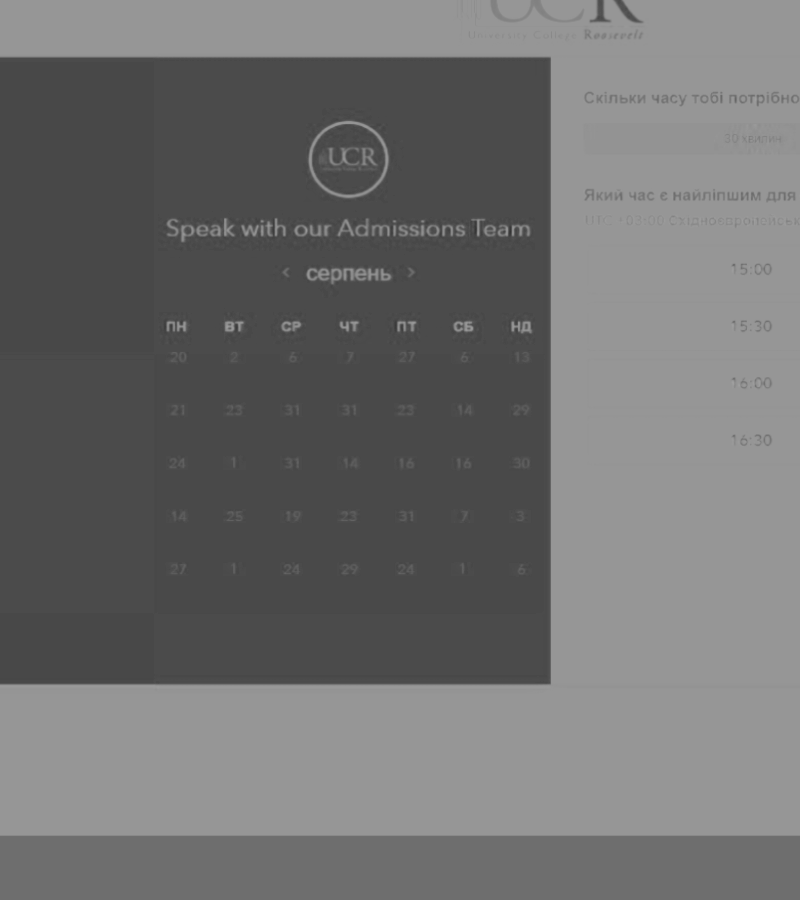 UCR
University College Roosevelt
UCR
Speak with our Admissions Team
< серпень >
ПН ВТ СР ЧТ ПТ СБ НД
20 2 6 7 27 6 13
21 23 31 31 23 14 29
24 1 31 14 16 16 30
14 25 19 23 31 7 3
27 1 24 29 24 1 6
Скільки часу тобі потрібно
30 хвилин
Який час є найліпшим для
UTC +03:00
15:00
15:30
16:00
16:30